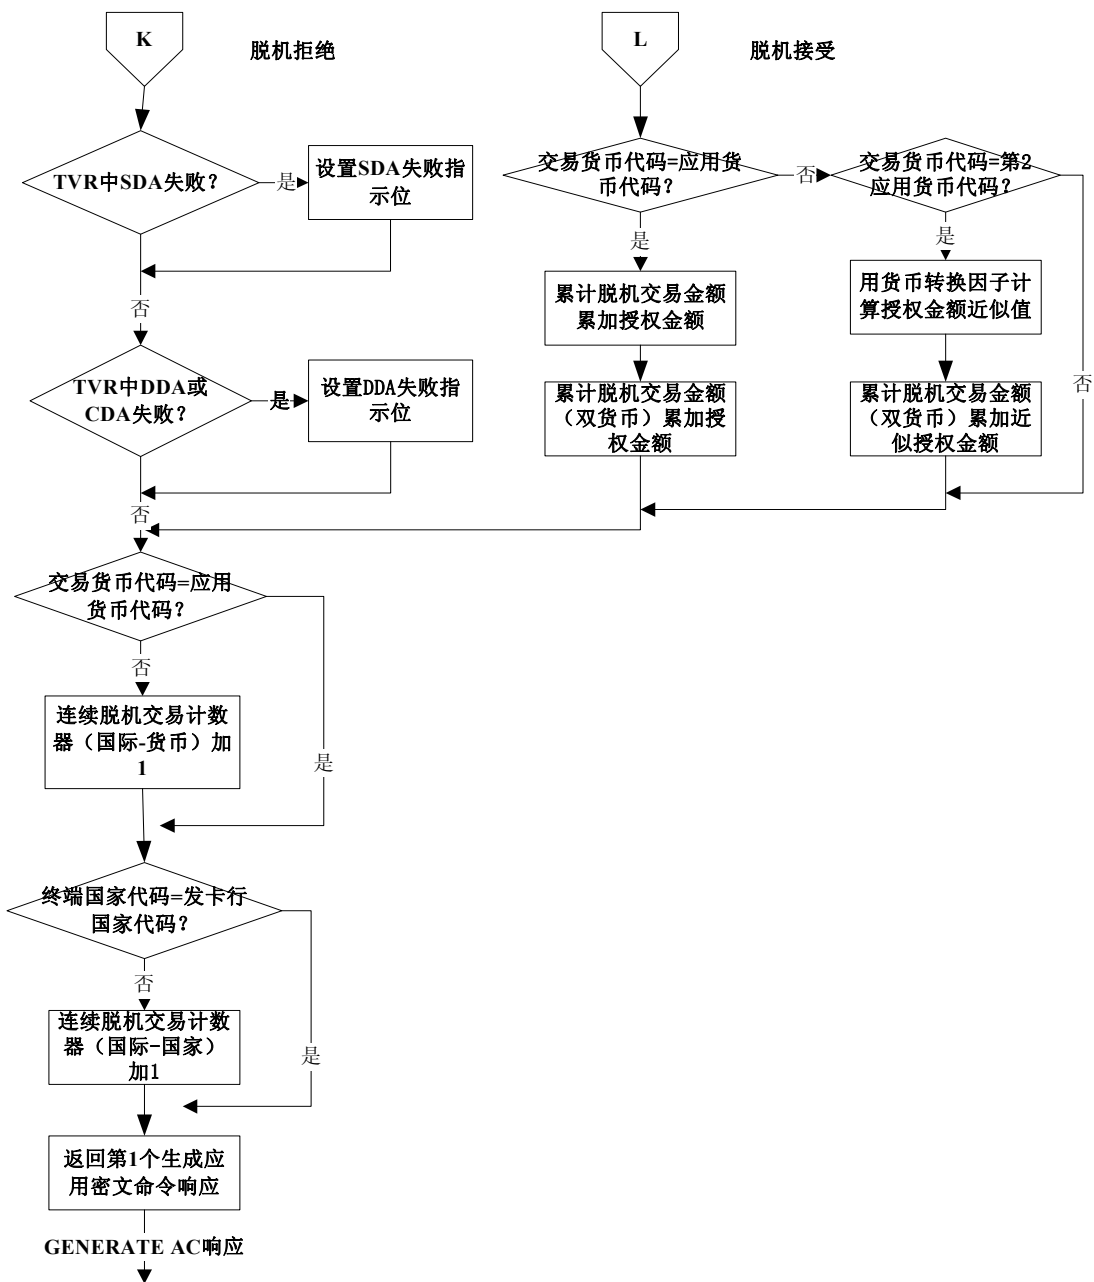 K
脱机拒绝
L
脱机接受
TVR中SDA失败？
是
设置SDA失败指
示位
否
TVR中DDA或
CDA失败？
是
设置DDA失败指
示位
否
交易货币代码=应用货
币代码？
否
交易货币代码=第2
应用货币代码？
是
累计脱机交易金额
累加授权金额
累计脱机交易金额
（双货币）累加授
权金额
是
用货币转换因子计
算授权金额近似值
累计脱机交易金额
（双货币）累加近
似授权金额
否
交易货币代码=应用
货币代码？
否
连续脱机交易计数
器（国际-货币）加
1
是
终端国家代码=发卡行
国家代码？
否
连续脱机交易计数
器（国际-国家）
加1
是
返回第1个生成应
用密文命令响应
GENERATE AC响应